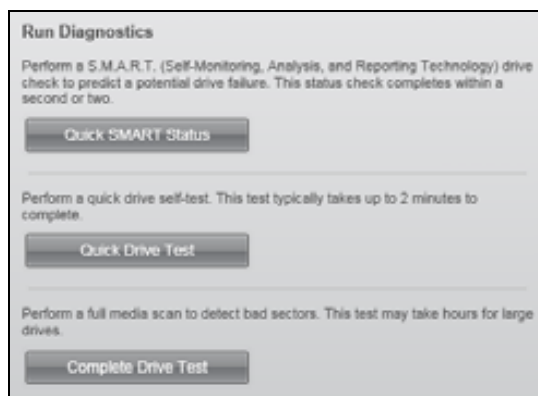 Run Diagnostics
Perform a S.M.A.R.T. (Self-Monitoring, Analysis, and Reporting Technology) drive
check to predict a potential drive failure. This status check completes within a
second or two.
Quick SMART Status
Perform a quick drive self-test. This test typically takes up to 2 minutes to
complete.
Quick Drive Test
Perform a full media scan to detect bad sectors. This test may take hours for large
drives.
Complete Drive Test